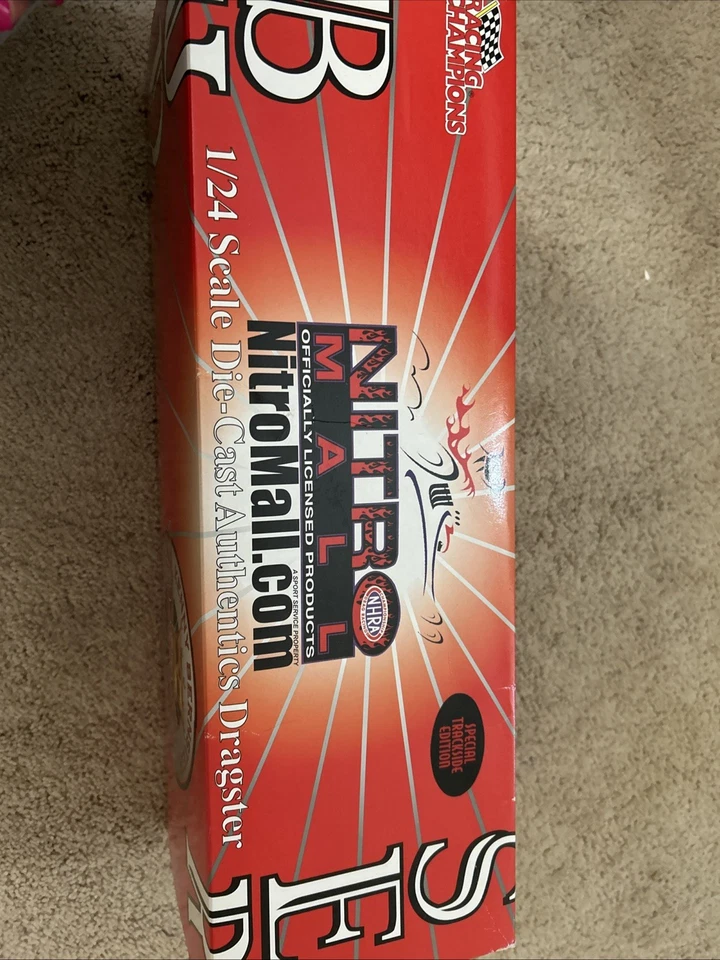 RACING
CHAMPIONS
B
S
E
NITRO
NHRA
MALL
OFFICIALLY LICENSED PRODUCTS
A SPORT SERVICE PROPERTY
NitroMall.com
SPECIAL
TRACKSIDE
EDITION
1/24 Scale Die-Cast Authentics Dragster